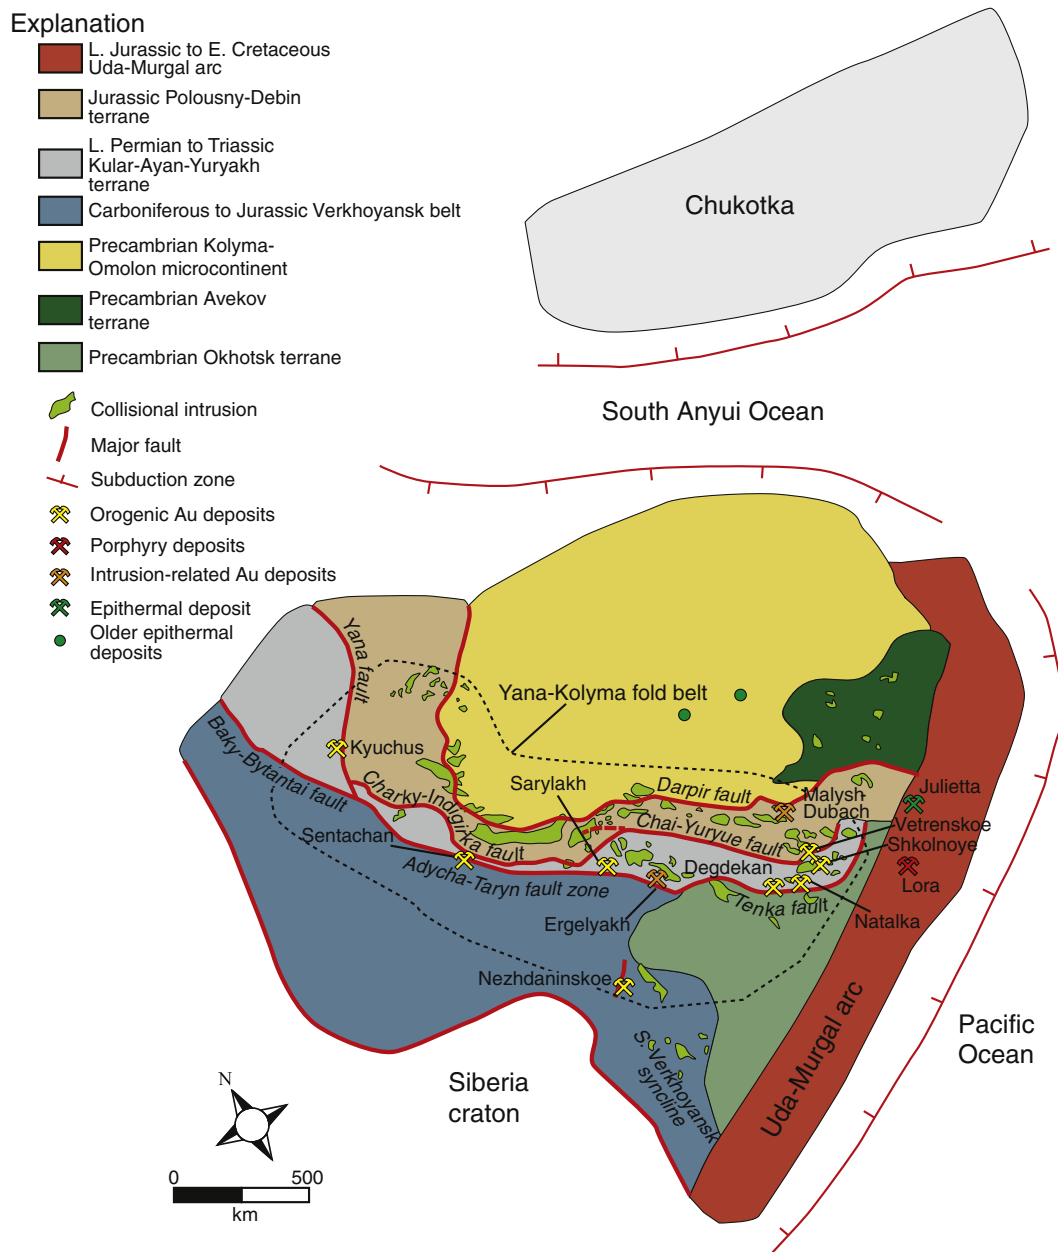 Explanation
L. Jurassic to E. Cretaceous
Uda-Murgal arc
Jurassic Polousny-Debin
terrane
L. Permian to Triassic
Kular-Ayan-Yuryakh
terrane
Carboniferous to Jurassic Verkhoyansk belt
Precambrian Kolyma-
Omolon microcontinent
Precambrian Avekov
terrane
Precambrian Okhotsk terrane
Collisional intrusion
Major fault
Subduction zone
Orogenic Au deposits
Porphyry deposits
Intrusion-related Au deposits
Epithermal deposit
Older epithermal
deposits
Chukotka
South Anyui Ocean
Yana fault
Yana-Kolyma fold belt
Baky-Bytantai fault
Kyuchus
Charky-Indigirka fault
Sarylakh
Darpir fault
Malysh
Dubach
Julietta
Chai-Yuryue fault
Vetrenskoe
Shkolnoye
Sentachan
Adycha-Taryn fault zone
Degdekan
Lora
Tenka fault
Natalka
Ergelyakh
Nezhdaninskoe
S. Verkhoyansk
syncline
Uda-Murgal arc
Pacific
Ocean
Siberia
craton
N
0 500
km